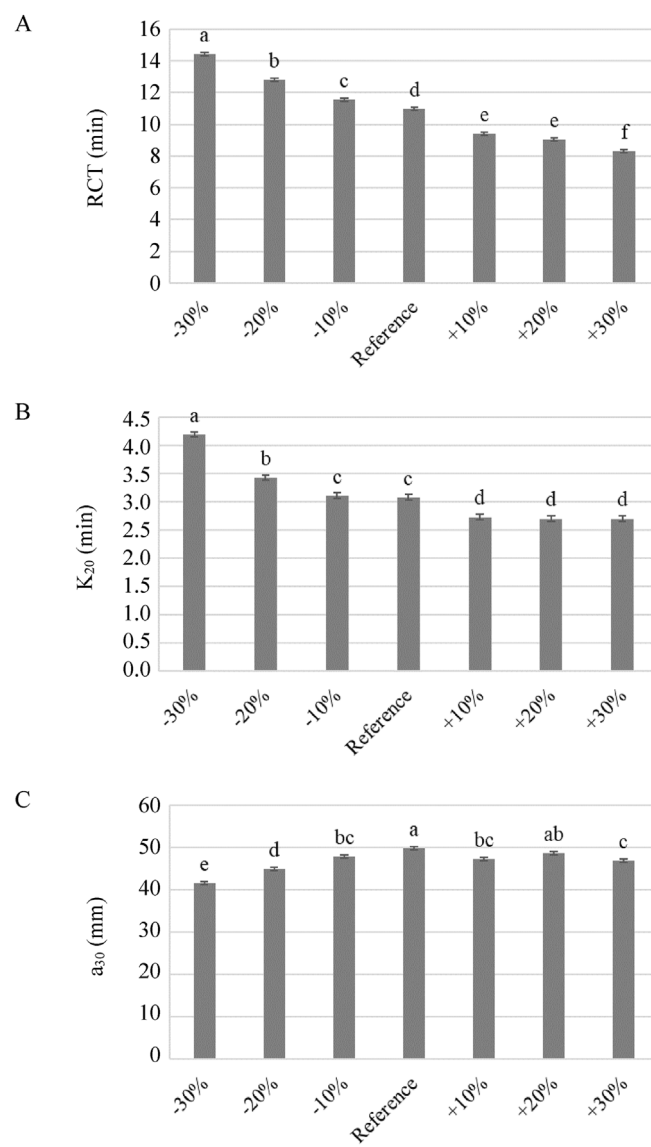 A
RCT (min)
16
14
12
10
8
6
4
2
0
a
b
c
d
e
e
f
-30%
-20%
-10%
Reference
+10%
+20%
+30%
B
K₂₀ (min)
4.5
4.0
3.5
3.0
2.5
2.0
1.5
1.0
0.5
0.0
a
b
c
c
d
d
d
-30%
-20%
-10%
Reference
+10%
+20%
+30%
C
a₃₀ (mm)
60
50
40
30
20
10
0
e
d
bc
a
bc
ab
c
-30%
-20%
-10%
Reference
+10%
+20%
+30%